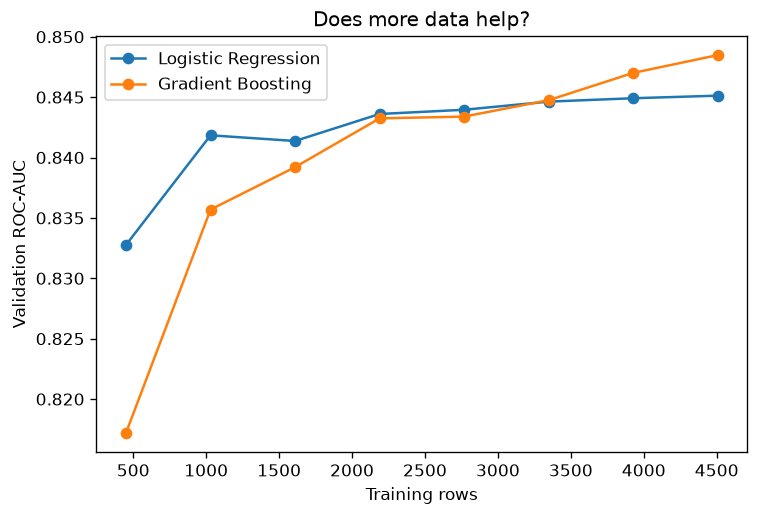 Does more data help?
Logistic Regression
Gradient Boosting
Validation ROC-AUC
0.850
0.845
0.840
0.835
0.830
0.825
0.820
500 1000 1500 2000 2500 3000 3500 4000 4500
Training rows